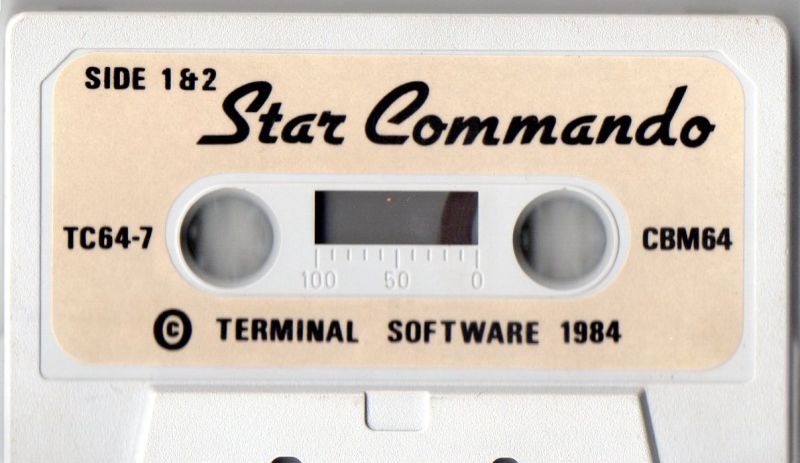 SIDE 1&2
Star Commando
TC64-7
CBM64
100 50 0
© TERMINAL SOFTWARE 1984